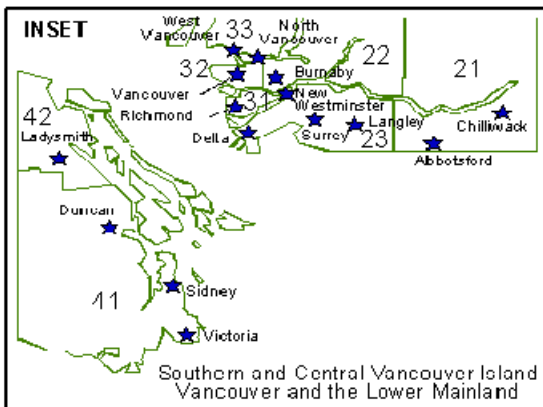 INSET
West
Vancouver
33
North
Vancouver
22
21
32
Burnaby
Vancouver
31
New
Westminster
Richmond
42
Ladysmith
Delta
Surrey
Langley
23
Chilliwack
Abbotsford
Duncan
41
Sidney
Victoria
Southern and Central Vancouver Island
Vancouver and the Lower Mainland